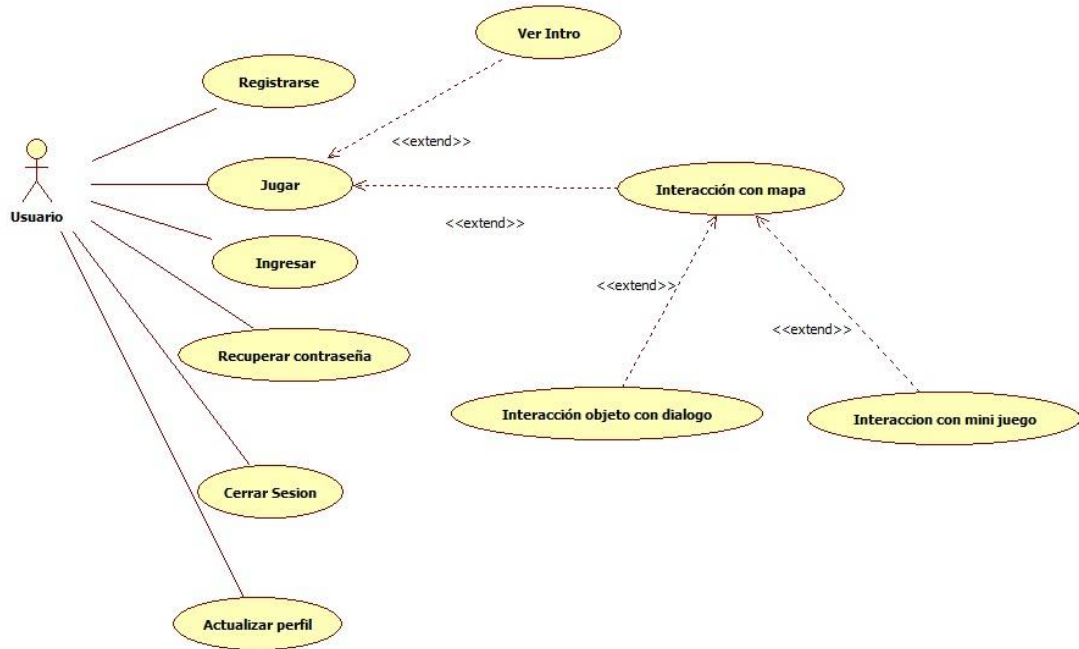 Ver Intro
Registrarse
<<extend>>
Jugar
Interacción con mapa
Usuario
<<extend>>
Ingresar
<<extend>>
<<extend>>
Recuperar contraseña
Interacción objeto con dialogo
Interaccion con mini juego
Cerrar Sesion
Actualizar perfil